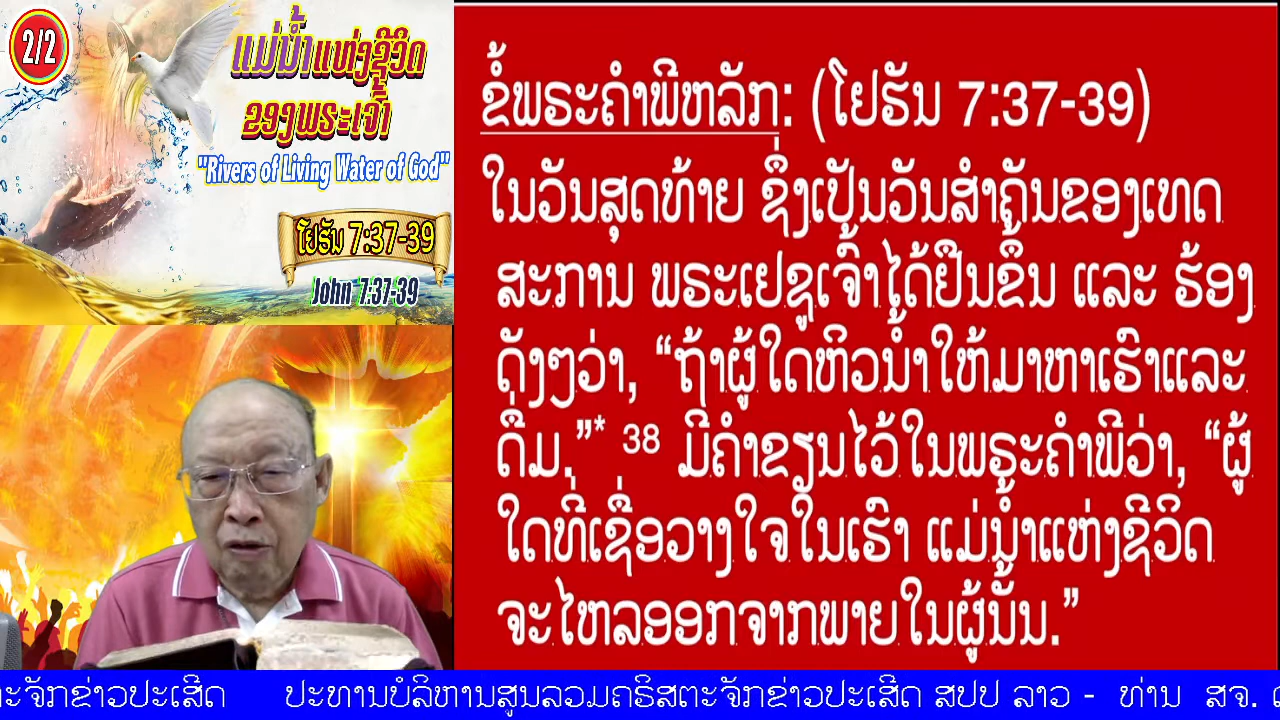 2/2
ແມ່ນ້ຳແຫ່ງຊີວິດ
ຂອງພຣະເຈົ້າ
"Rivers of Living Water of God"
ໂຢຮັນ 7:37-39
John 7:37-39
ຂໍ້ພຣະຄຳພີຫລັກ: (ໂຢຮັນ 7:37-39)
ໃນວັນສຸດທ້າຍ ຊຶ່ງເປັນວັນສຳຄັນຂອງເທດ
ສະການ ພຣະເຢຊູເຈົ້າໄດ້ຢືນຂຶ້ນ ແລະ ຮ້ອງ
ດັງໆວ່າ, “ຖ້າຜູ້ໃດຫິວນ້ຳໃຫ້ມາຫາເຮົາແລະ
ດື່ມ.”* 38 ມີຄຳຂຽນໄວ້ໃນພຣະຄຳພີວ່າ, “ຜູ້
ໃດທີ່ເຊື່ອວາງໃຈໃນເຮົາ ແມ່ນ້ຳແຫ່ງຊີວິດ
ຈະໄຫລອອກຈາກພາຍໃນຜູ້ນັ້ນ.”
ຕະຈັກຂ່າວປະເສີດ ປະທານບໍລິຫານສູນລວມຄຣິສຕະຈັກຂ່າວປະເສີດ ສປປ ລາວ - ທ່ານ ສຈ.